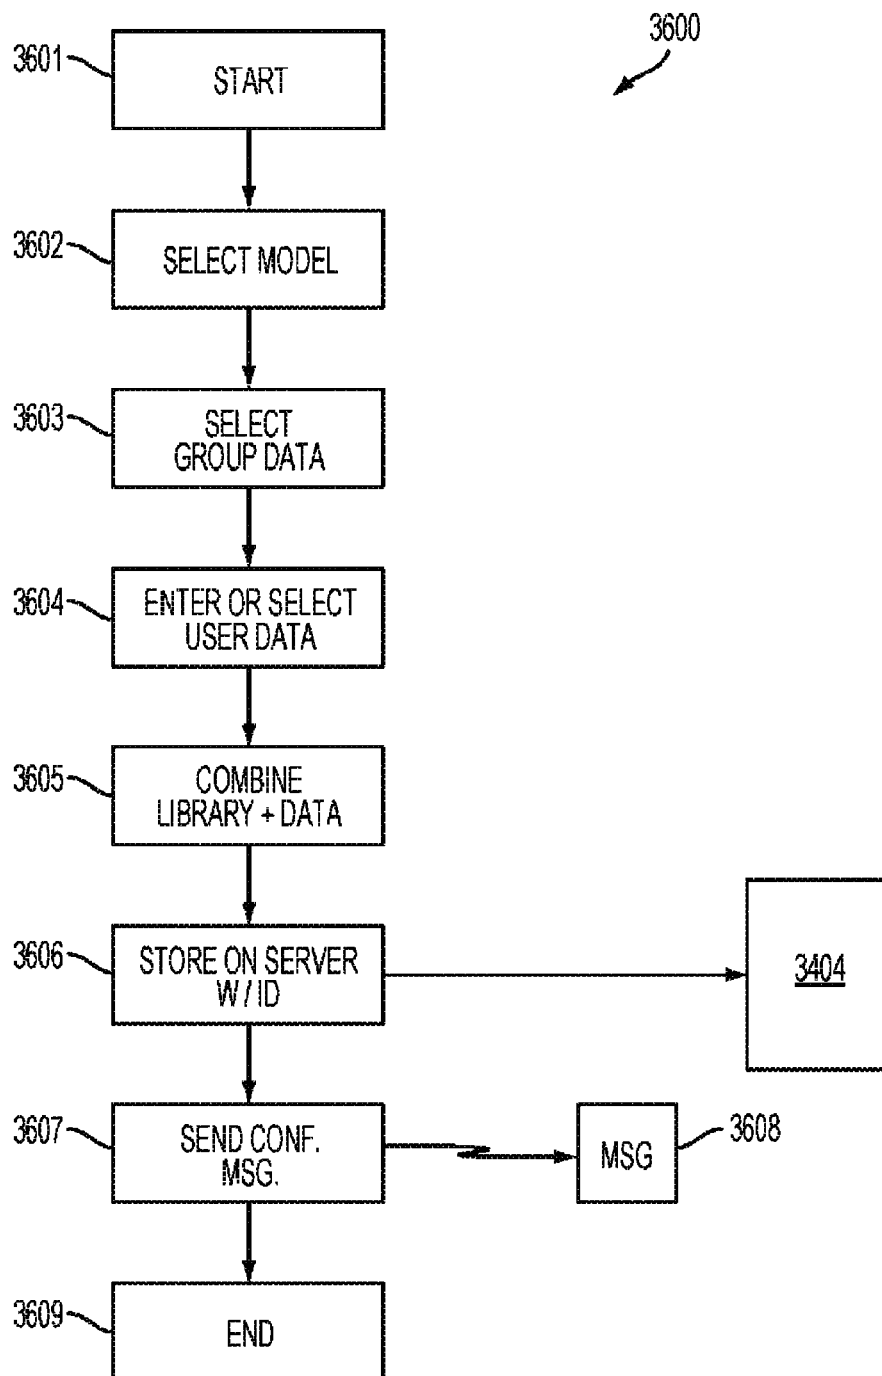 3600
3601
START
3602
SELECT MODEL
3603
SELECT
GROUP DATA
3604
ENTER OR SELECT
USER DATA
3605
COMBINE
LIBRARY + DATA
3606
STORE ON SERVER
W / ID
3404
3607
SEND CONF.
MSG.
MSG
3608
3609
END